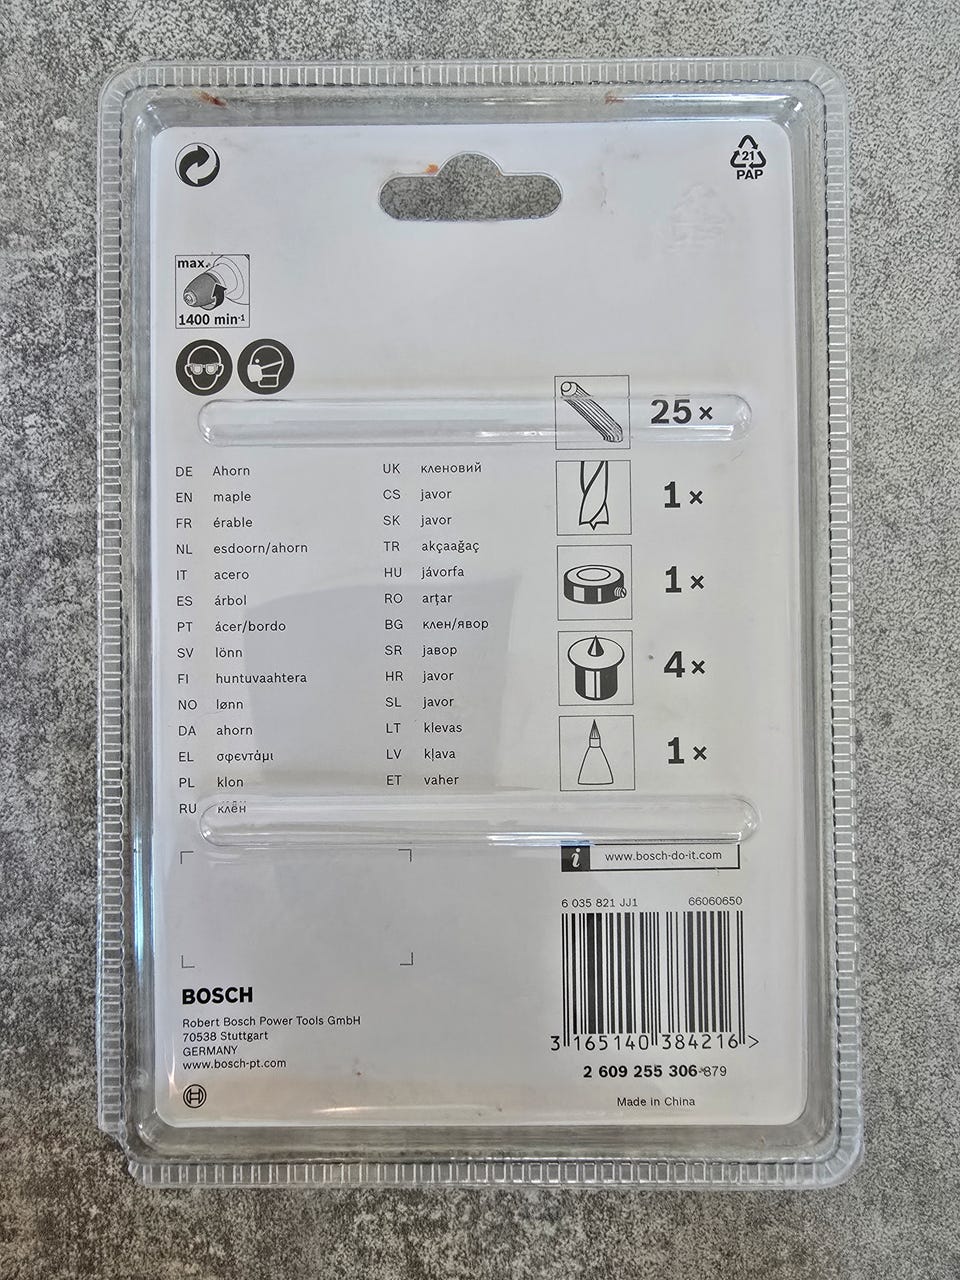 21
PAP
max.
1400 min-¹
25 ×
1 ×
1 ×
4 ×
1 ×
DE Ahorn
EN maple
FR érable
NL esdoorn/ahorn
IT acero
ES árbol
PT ácer/bordo
SV lönn
FI huntuvaahtera
NO lønn
DA ahorn
EL σφεντάμι
PL klon
RU клён
UK кленовий
CS javor
SK javor
TR akçaağaç
HU jávorfa
RO arțar
BG клен/явор
SR јавор
HR javor
SL javor
LT klevas
LV kļava
ET vaher
i www.bosch-do-it.com
6 035 821 JJ1 66060650
3 165140 384216 >
2 609 255 306-879
Made in China
BOSCH
Robert Bosch Power Tools GmbH
70538 Stuttgart
GERMANY
www.bosch-pt.com